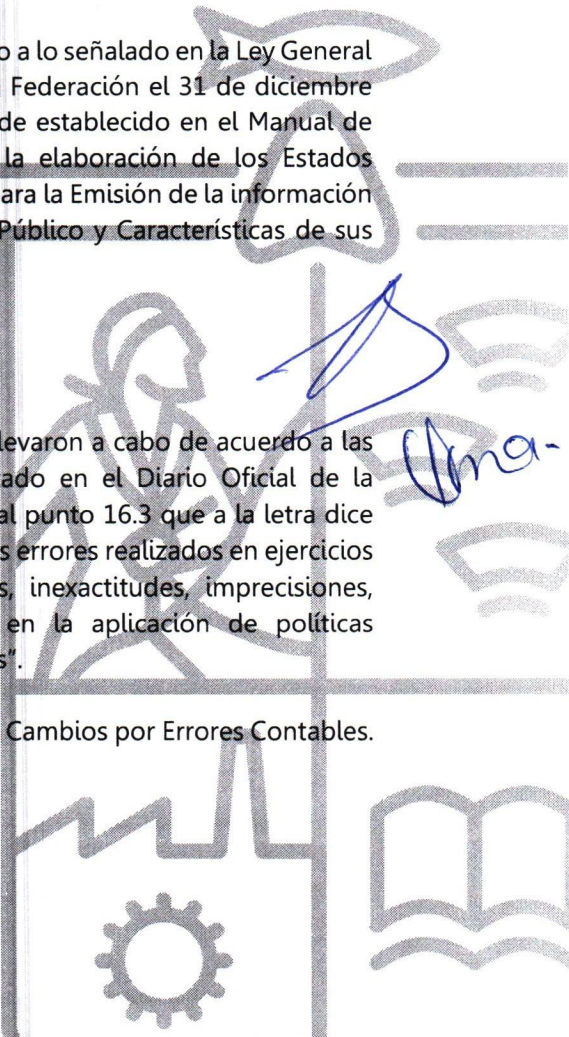 o a lo señalado en la Ley General
Federación el 31 de diciembre
de establecido en el Manual de
la elaboración de los Estados
ara la Emisión de la información
Público y Características de sus
levaron a cabo de acuerdo a las
ado en el Diario Oficial de la
al punto 16.3 que a la letra dice
s errores realizados en ejercicios
s, inexactitudes, imprecisiones,
en la aplicación de políticas
s".
Cambios por Errores Contables.